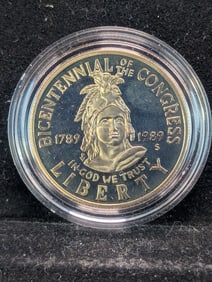 BICENTENNIAL OF THE CONGRESS
1789 1989
S
IN GOD WE TRUST
LIBERTY